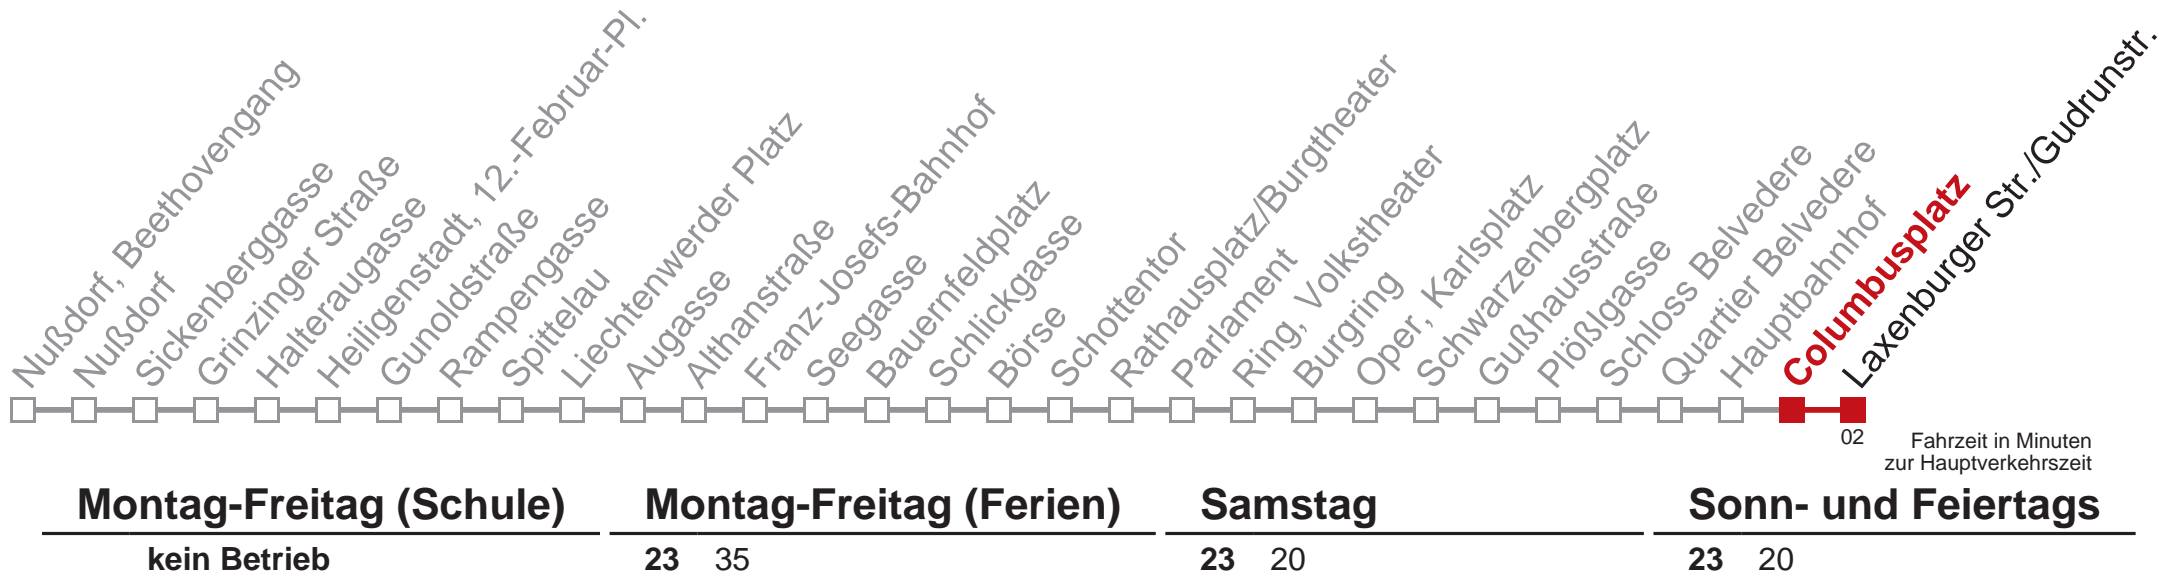 Nußdorf, Beethovengang
Nußdorf
Sickenberggasse
Grinzinger Straße
Halteraugasse
Heiligenstadt, 12.-Februar-Pl.
Gunoldstraße
Rampengasse
Spittelau
Liechtenwerder Platz
Augasse
Althanstraße
Franz-Josefs-Bahnhof
Seegasse
Bauernfeldplatz
Schlickgasse
Börse
Schottentor
Rathausplatz/Burgtheater
Parlament
Ring, Volkstheater
Burgring
Oper, Karlsplatz
Schwarzenbergplatz
Gußhausstraße
Plößlgasse
Schloss Belvedere
Quartier Belvedere
Hauptbahnhof
Columbusplatz
Laxenburger Str./Gudrunstr.
02
Fahrzeit in Minuten
zur Hauptverkehrszeit
Montag-Freitag (Schule) Montag-Freitag (Ferien) Samstag Sonn- und Feiertags
kein Betrieb 23 35 23 20 23 20